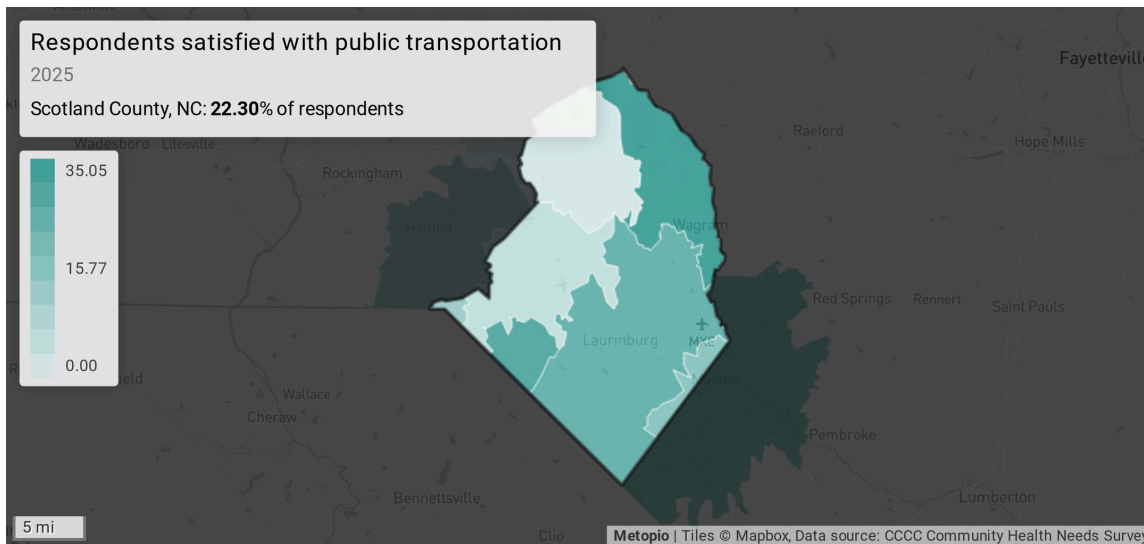 Respondents satisfied with public transportation
2025
Scotland County, NC: 22.30% of respondents
35.05
15.77
0.00
Fayetteville
Wadesboro
Lilesville
Rockingham
Raeford
Hope Mills
Hamlet
Wagram
Red Springs
Rennert
Saint Pauls
Laurinburg
MXE
Maxton
Wallace
Cheraw
Pembroke
Bennettsville
Lumberton
Clio
5 mi
Metopio | Tiles © Mapbox, Data source: CCCC Community Health Needs Survey